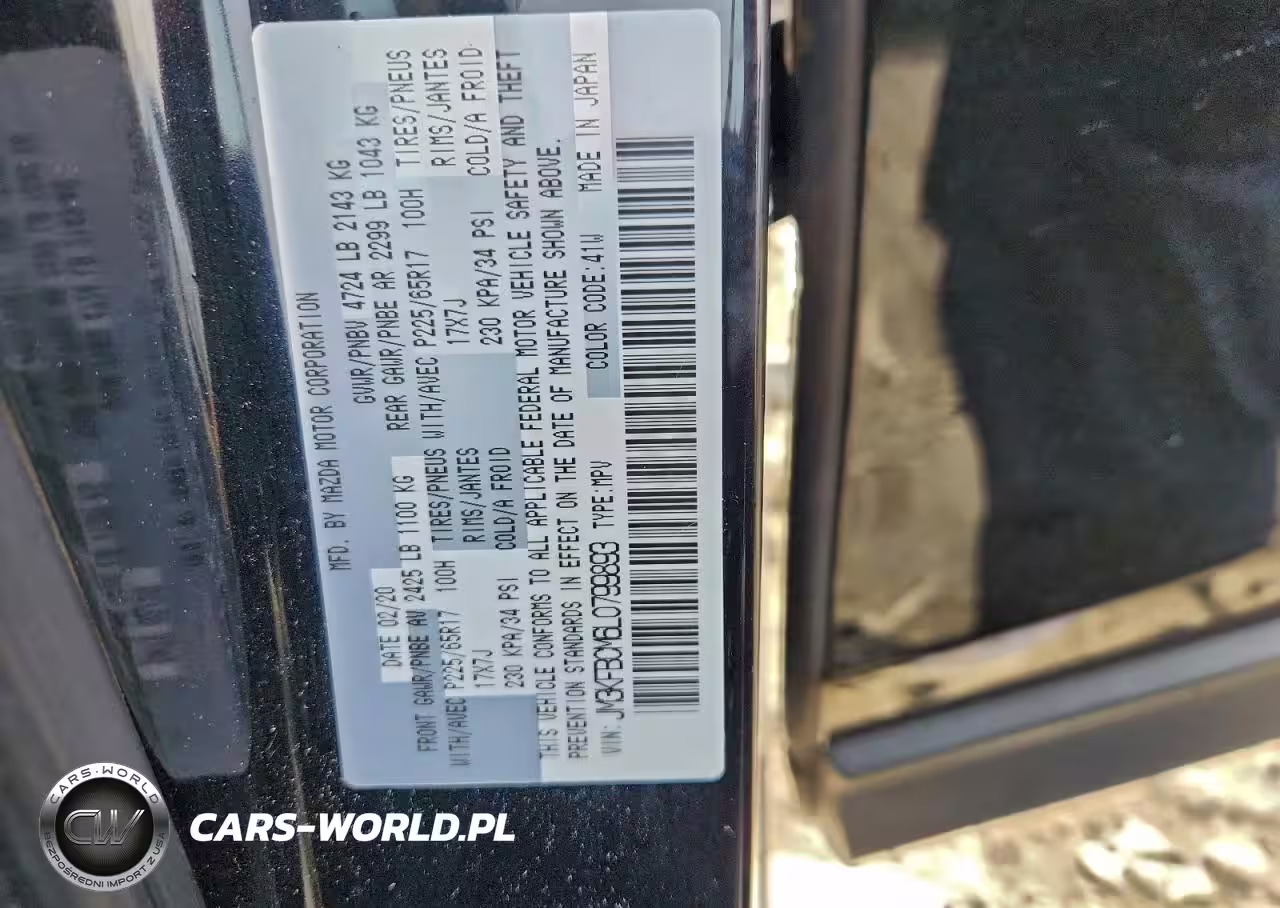 MFD. BY MAZDA MOTOR CORPORATION
DATE 02/20 GVWR/PNBV 4724 LB 2143 KG
FRONT GAWR/PNBE AV 2425 LB 1100 KG REAR GAWR/PNBE AR 2299 LB 1043 KG
WITH/AVEC P225/65R17 100H TIRES/PNEUS WITH/AVEC P225/65R17 100H TIRES/PNEUS
17X7J RIMS/JANTES 17X7J RIMS/JANTES
230 KPA/34 PSI COLD/A FROID 230 KPA/34 PSI COLD/A FROID
THIS VEHICLE CONFORMS TO ALL APPLICABLE FEDERAL MOTOR VEHICLE SAFETY AND THEFT
PREVENTION STANDARDS IN EFFECT ON THE DATE OF MANUFACTURE SHOWN ABOVE.
VIN: JM3KFBCM6L0799893 TYPE:MPV COLOR CODE:41W MADE IN JAPAN
CARS-WORLD
CW
BEZPOŚREDNI IMPORT Z USA
CARS-WORLD.PL